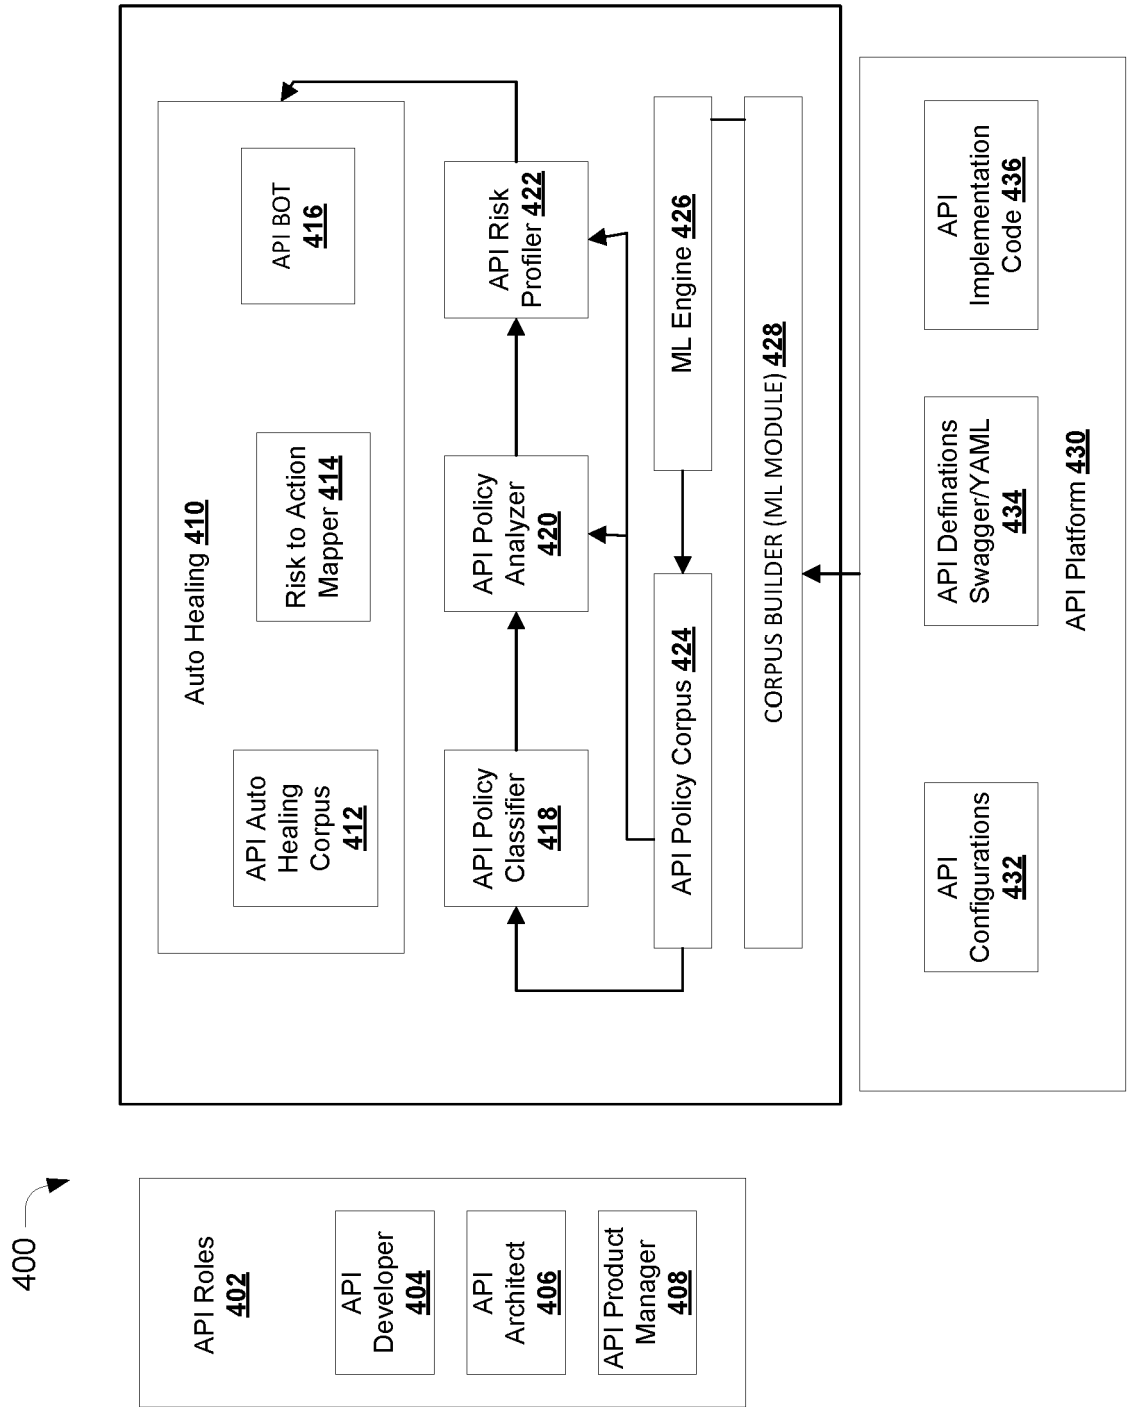 400
API Roles
402
API
Developer
404
API
Architect
406
API Product
Manager
408
Auto Healing 410
API Auto
Healing
Corpus
412
Risk to Action
Mapper 414
API BOT
416
API Policy
Classifier
418
API Policy
Analyzer
420
API Risk
Profiler 422
API Policy Corpus 424
ML Engine 426
CORPUS BUILDER (ML MODULE) 428
API
Configurations
432
API Definations
Swagger/YAML
434
API
Implementation
Code 436
API Platform 430